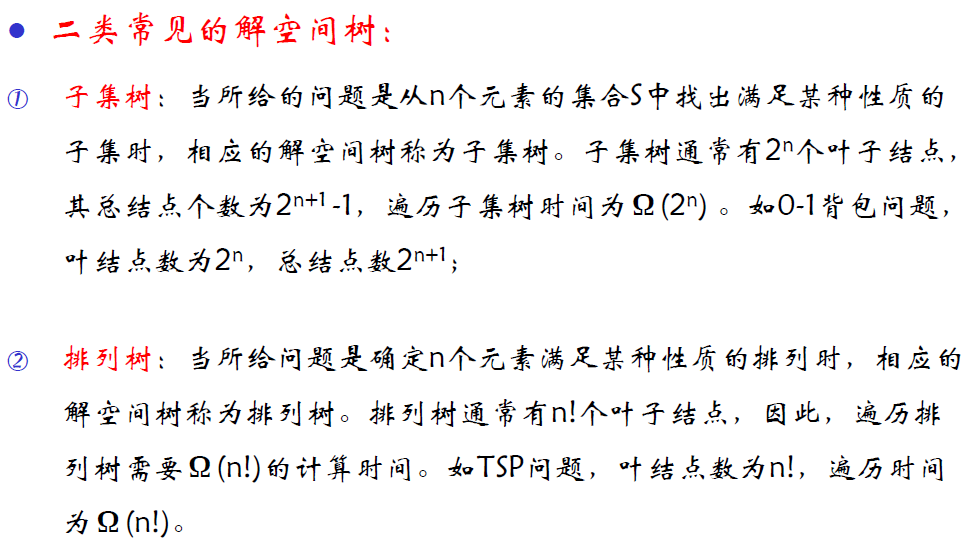 ● 二类常见的解空间树：
① 子集树：当所给的问题是从n个元素的集合S中找出满足某种性质的
子集时，相应的解空间树称为子集树。子集树通常有2ⁿ个叶子结点，
其总结点个数为2ⁿ⁺¹ -1，遍历子集树时间为 Ω (2ⁿ) 。如0-1背包问题，
叶结点数为2ⁿ，总结点数2ⁿ⁺¹；
② 排列树：当所给问题是确定n个元素满足某种性质的排列时，相应的
解空间树称为排列树。排列树通常有n!个叶子结点，因此，遍历排
列树需要 Ω (n!)的计算时间。如TSP问题，叶结点数为n!，遍历时间
为 Ω (n!)。